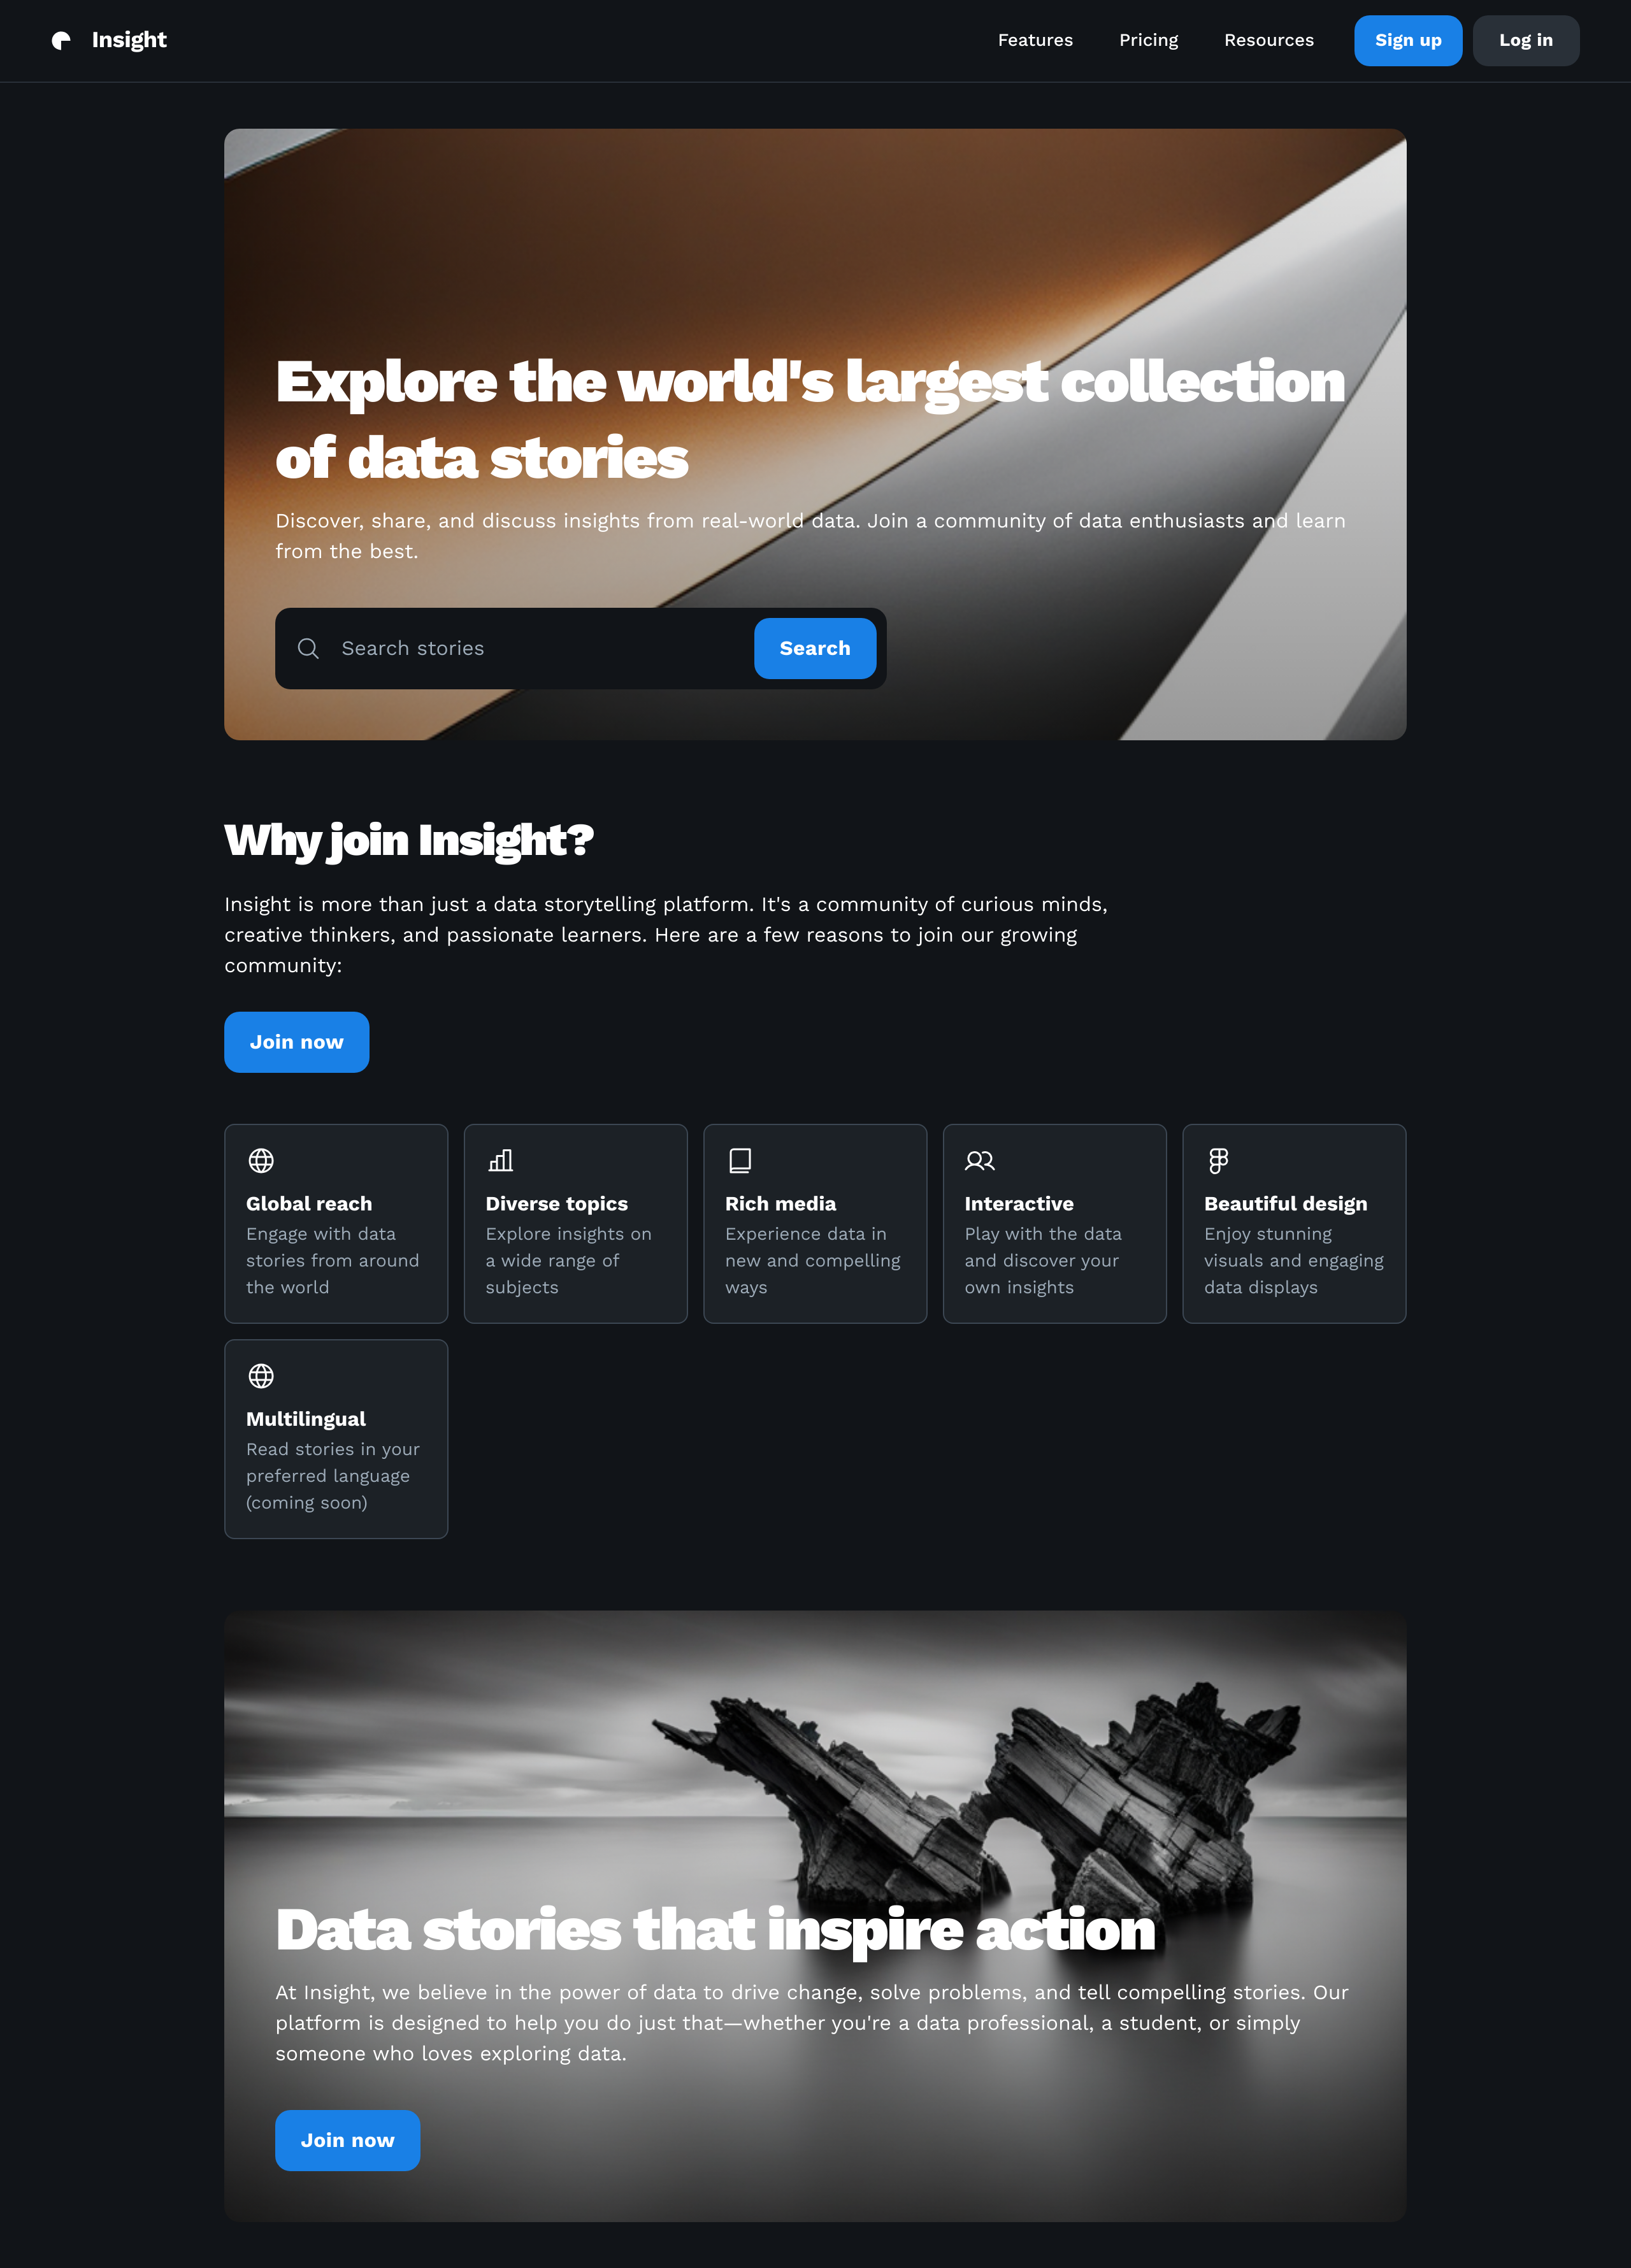 Insight
Features
Pricing
Resources
Sign up
Log in
Explore the world's largest collection
of data stories
Discover, share, and discuss insights from real-world data. Join a community of data enthusiasts and learn
from the best.
Search stories
Search
Why join Insight?
Insight is more than just a data storytelling platform. It's a community of curious minds,
creative thinkers, and passionate learners. Here are a few reasons to join our growing
community:
Join now
Global reach
Engage with data
stories from around
the world
Diverse topics
Explore insights on
a wide range of
subjects
Rich media
Experience data in
new and compelling
ways
Interactive
Play with the data
and discover your
own insights
Beautiful design
Enjoy stunning
visuals and engaging
data displays
Multilingual
Read stories in your
preferred language
(coming soon)
Data stories that inspire action
At Insight, we believe in the power of data to drive change, solve problems, and tell compelling stories. Our
platform is designed to help you do just that—whether you're a data professional, a student, or simply
someone who loves exploring data.
Join now